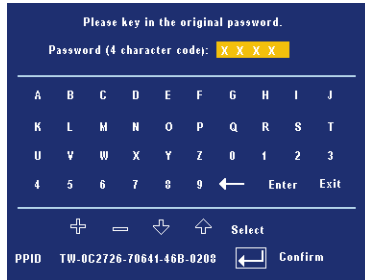 Please key in the original password.
Password (4 character code): X X X X
A B C D E F G H I J
K L M N O P Q R S T
U V W X Y Z 0 1 2 3
4 5 6 7 8 9 ← Enter Exit
Select
PPID TW-0C2726-70641-46B-0208 Confirm